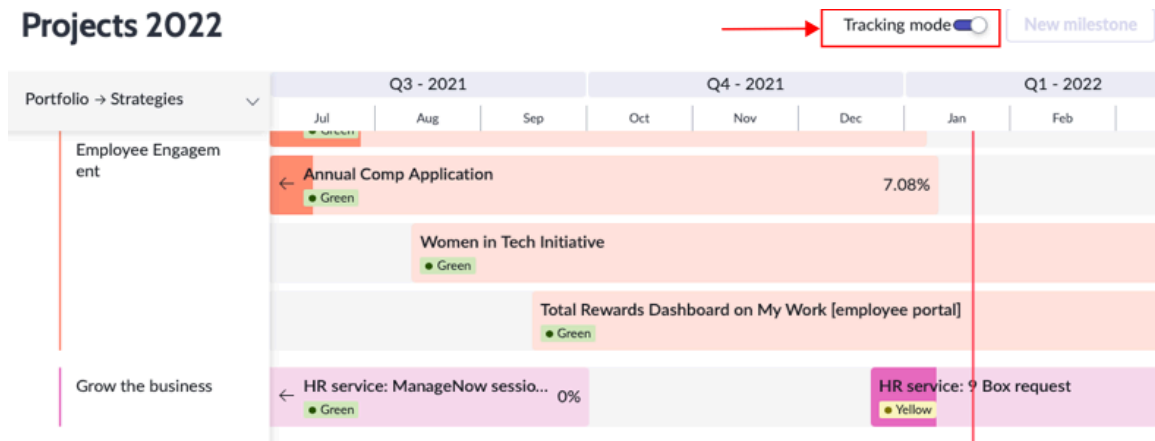 Projects 2022
Tracking mode
New milestone
Portfolio → Strategies
Q3 - 2021
Q4 - 2021
Q1 - 2022
Jul
Aug
Sep
Oct
Nov
Dec
Jan
Feb
Green
Employee Engagem
ent
Annual Comp Application
7.08%
Green
Women in Tech Initiative
Green
Total Rewards Dashboard on My Work [employee portal]
Green
Grow the business
HR service: ManageNow sessio...
0%
Green
HR service: 9 Box request
Yellow